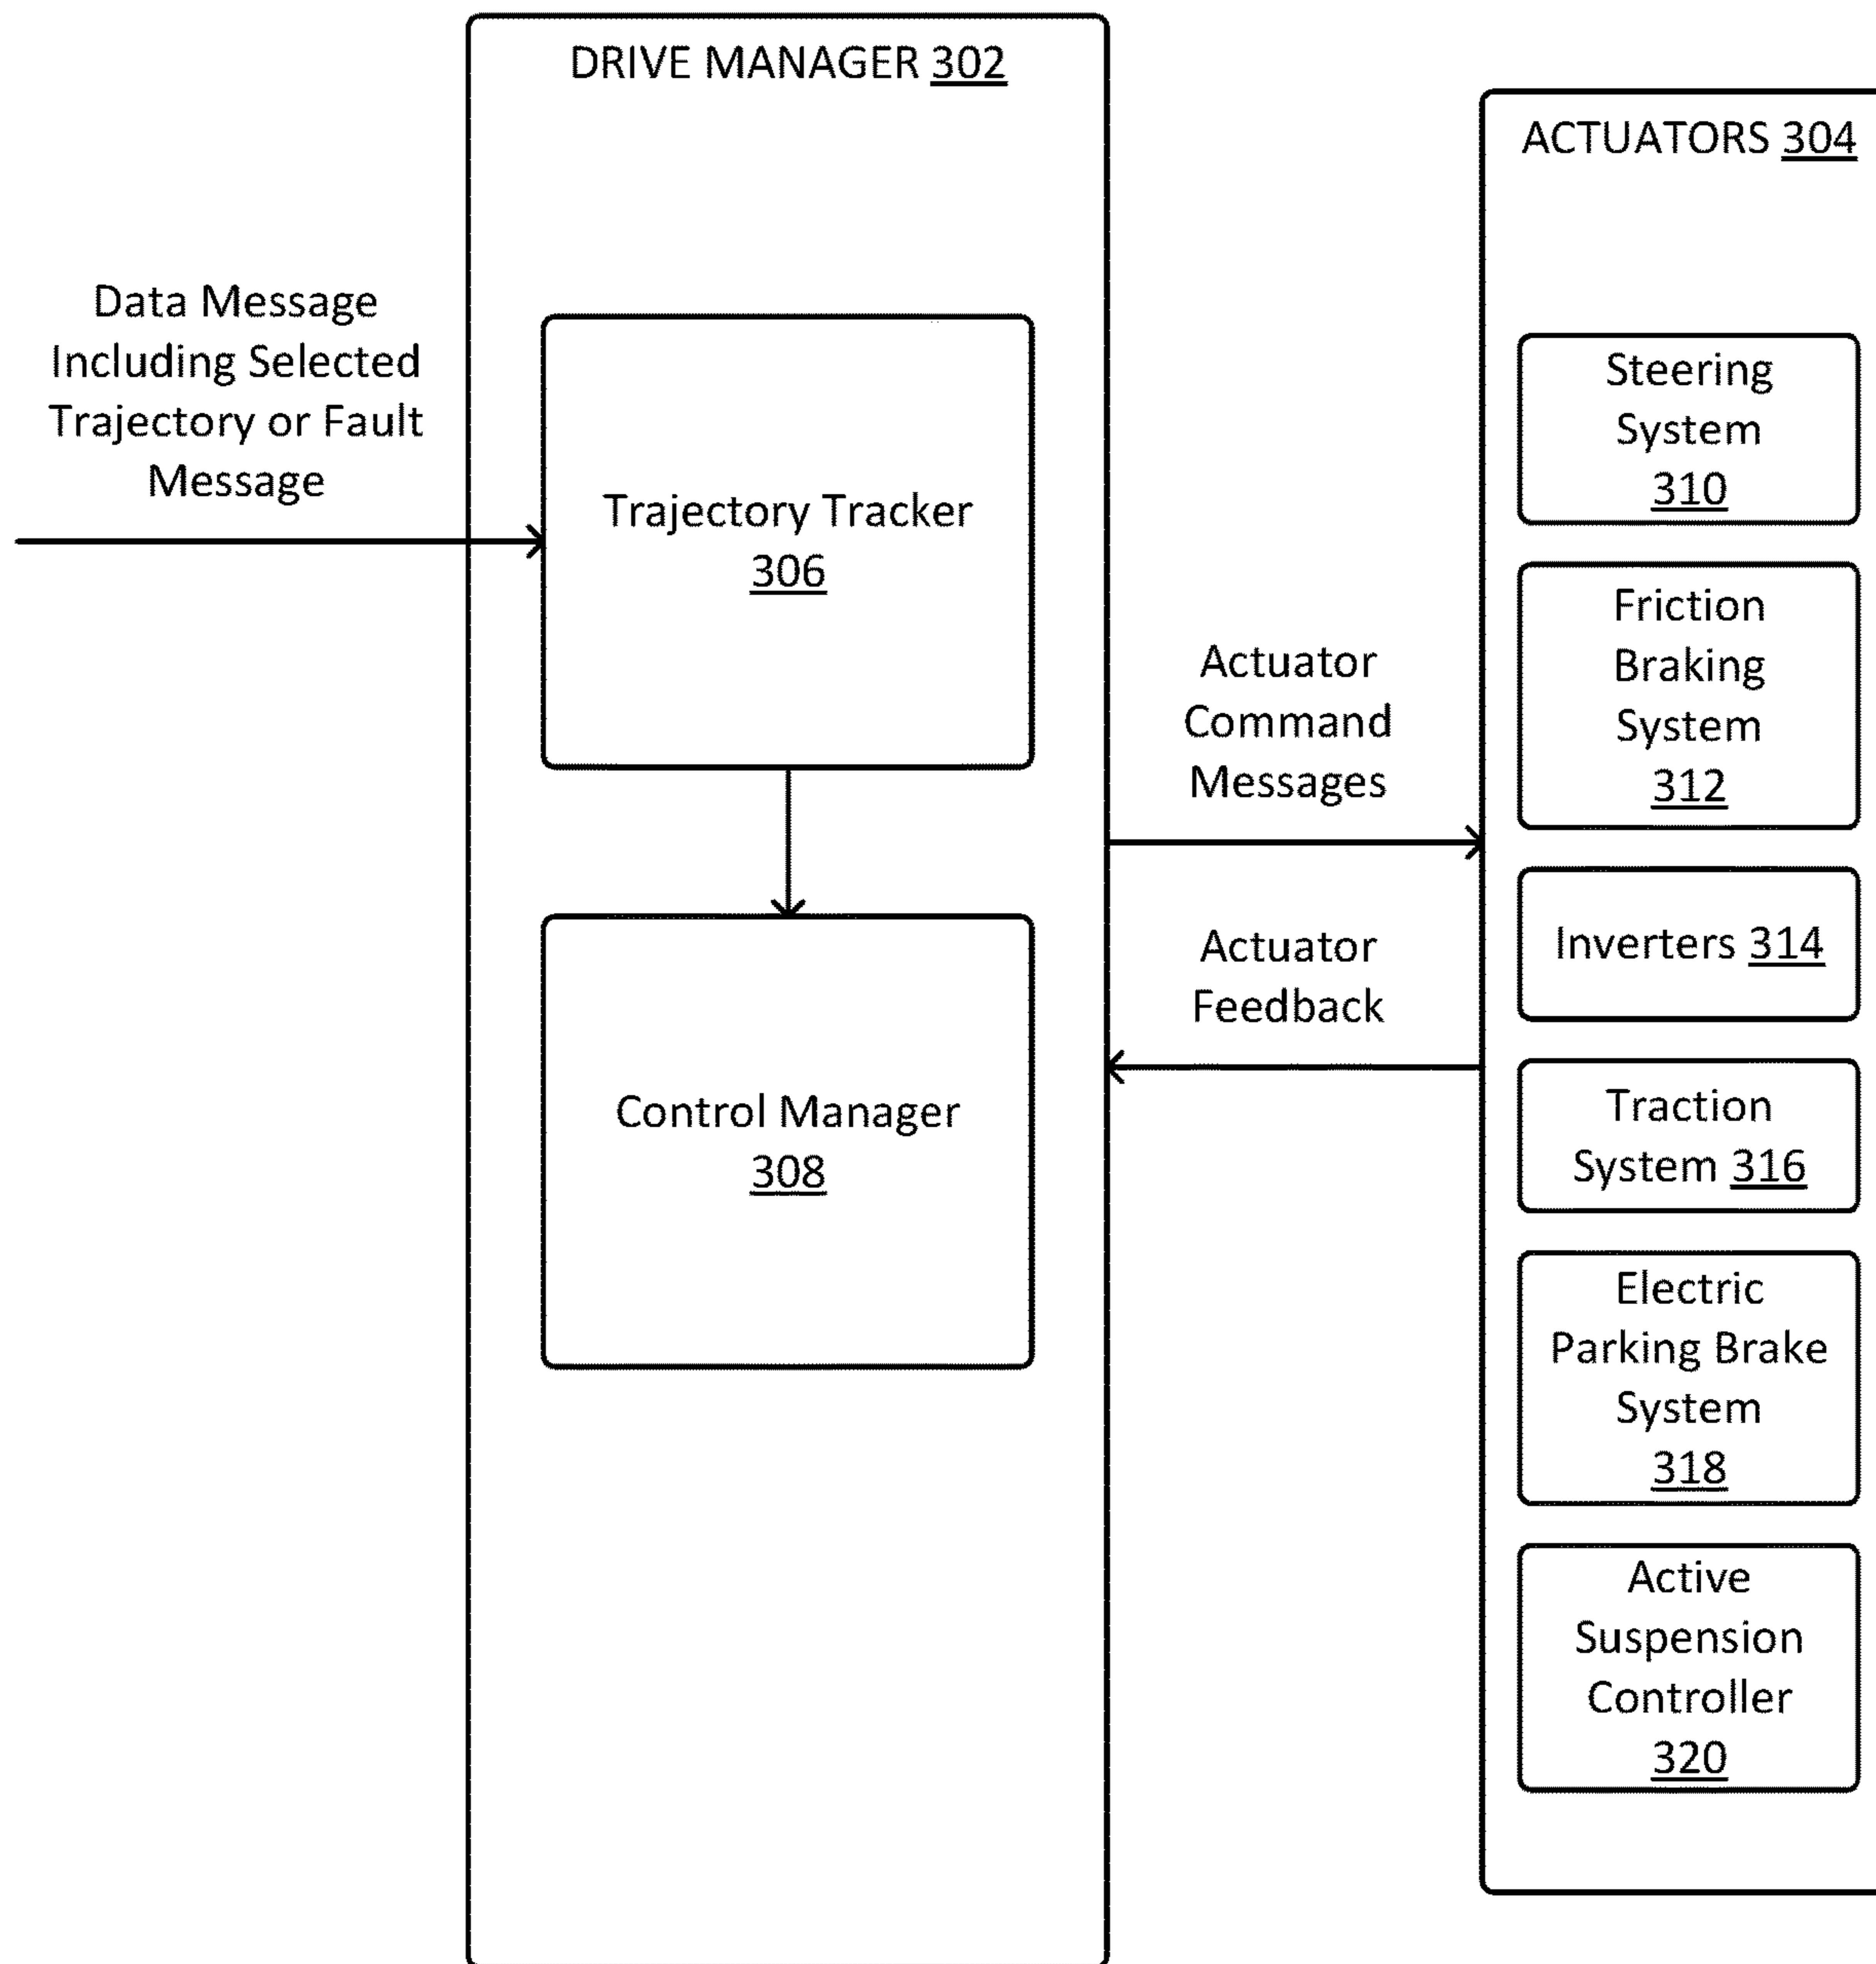 DRIVE MANAGER 302
ACTUATORS 304
Data Message
Including Selected
Trajectory or Fault
Message
Trajectory Tracker
306
Control Manager
308
Actuator
Command
Messages
Actuator
Feedback
Steering
System
310
Friction
Braking
System
312
Inverters 314
Traction
System 316
Electric
Parking Brake
System
318
Active
Suspension
Controller
320